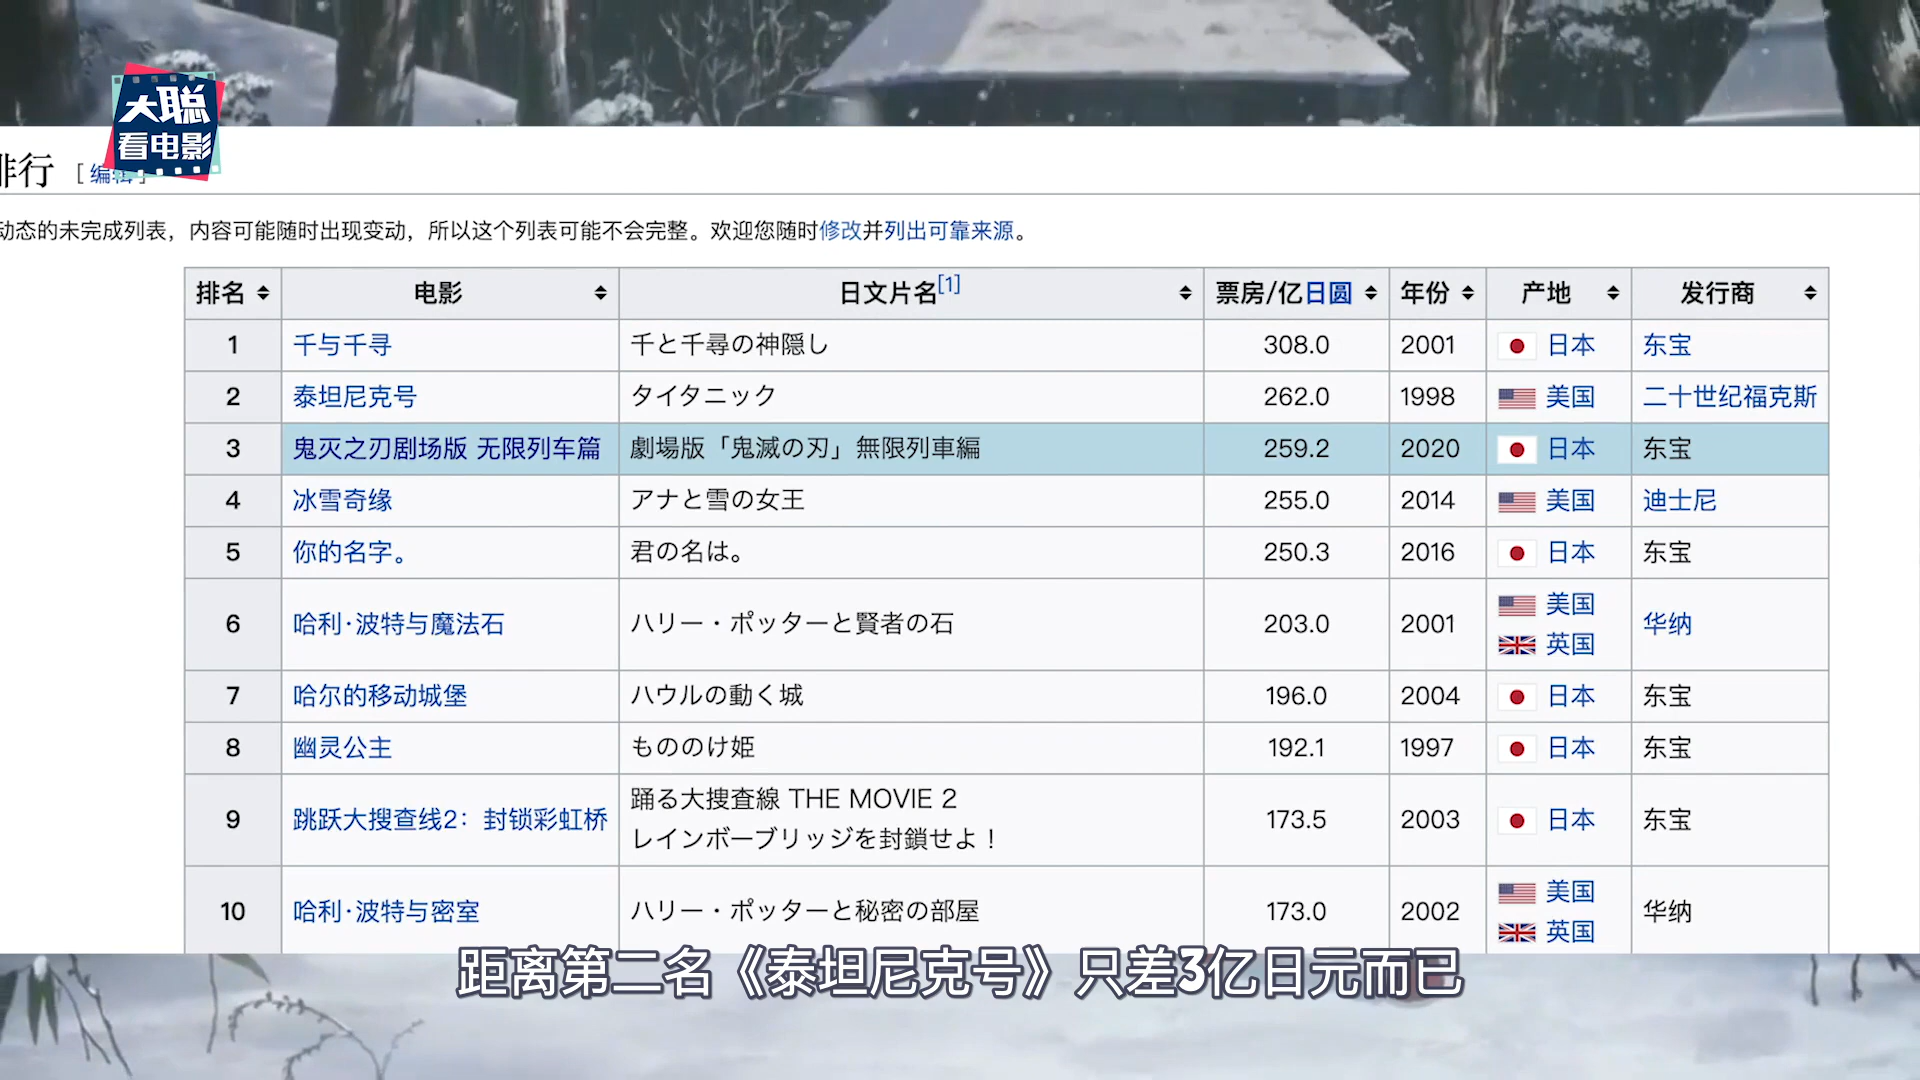 大聪
看电影
排行 [编辑]
动态的未完成列表，内容可能随时出现变动，所以这个列表可能不会完整。欢迎您随时修改并列出可靠来源。
排名 电影 日文片名[1] 票房/亿日圆 年份 产地 发行商
1 千与千寻 千と千尋の神隠し 308.0 2001 日本 东宝
2 泰坦尼克号 タイタニック 262.0 1998 美国 二十世纪福克斯
3 鬼灭之刃剧场版 无限列车篇 劇場版「鬼滅の刃」無限列車編 259.2 2020 日本 东宝
4 冰雪奇缘 アナと雪の女王 255.0 2014 美国 迪士尼
5 你的名字。 君の名は。 250.3 2016 日本 东宝
6 哈利·波特与魔法石 ハリー・ポッターと賢者の石 203.0 2001 美国 英国 华纳
7 哈尔的移动城堡 ハウルの動く城 196.0 2004 日本 东宝
8 幽灵公主 もののけ姫 192.1 1997 日本 东宝
9 跳跃大搜查线2：封锁彩虹桥 踊る大捜査線 THE MOVIE 2 レインボーブリッジを封鎖せよ！ 173.5 2003 日本 东宝
10 哈利·波特与密室 ハリー・ポッターと秘密の部屋 173.0 2002 美国 英国 华纳
距离第二名《泰坦尼克号》只差3亿日元而已